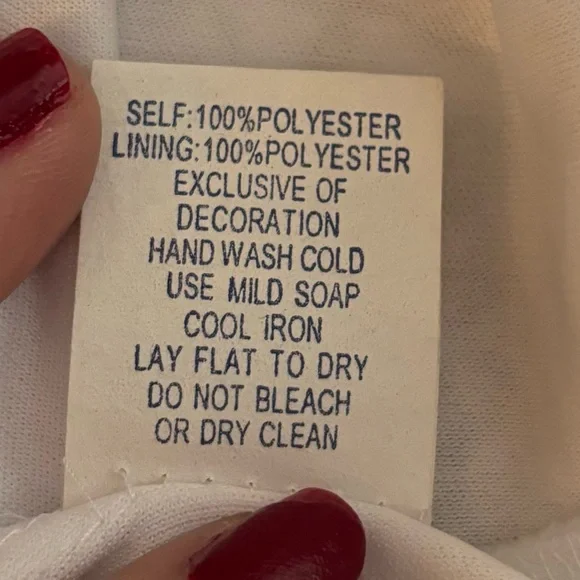 SELF:100%POLYESTER
LINING:100%POLYESTER
EXCLUSIVE OF
DECORATION
HAND WASH COLD
USE MILD SOAP
COOL IRON
LAY FLAT TO DRY
DO NOT BLEACH
OR DRY CLEAN